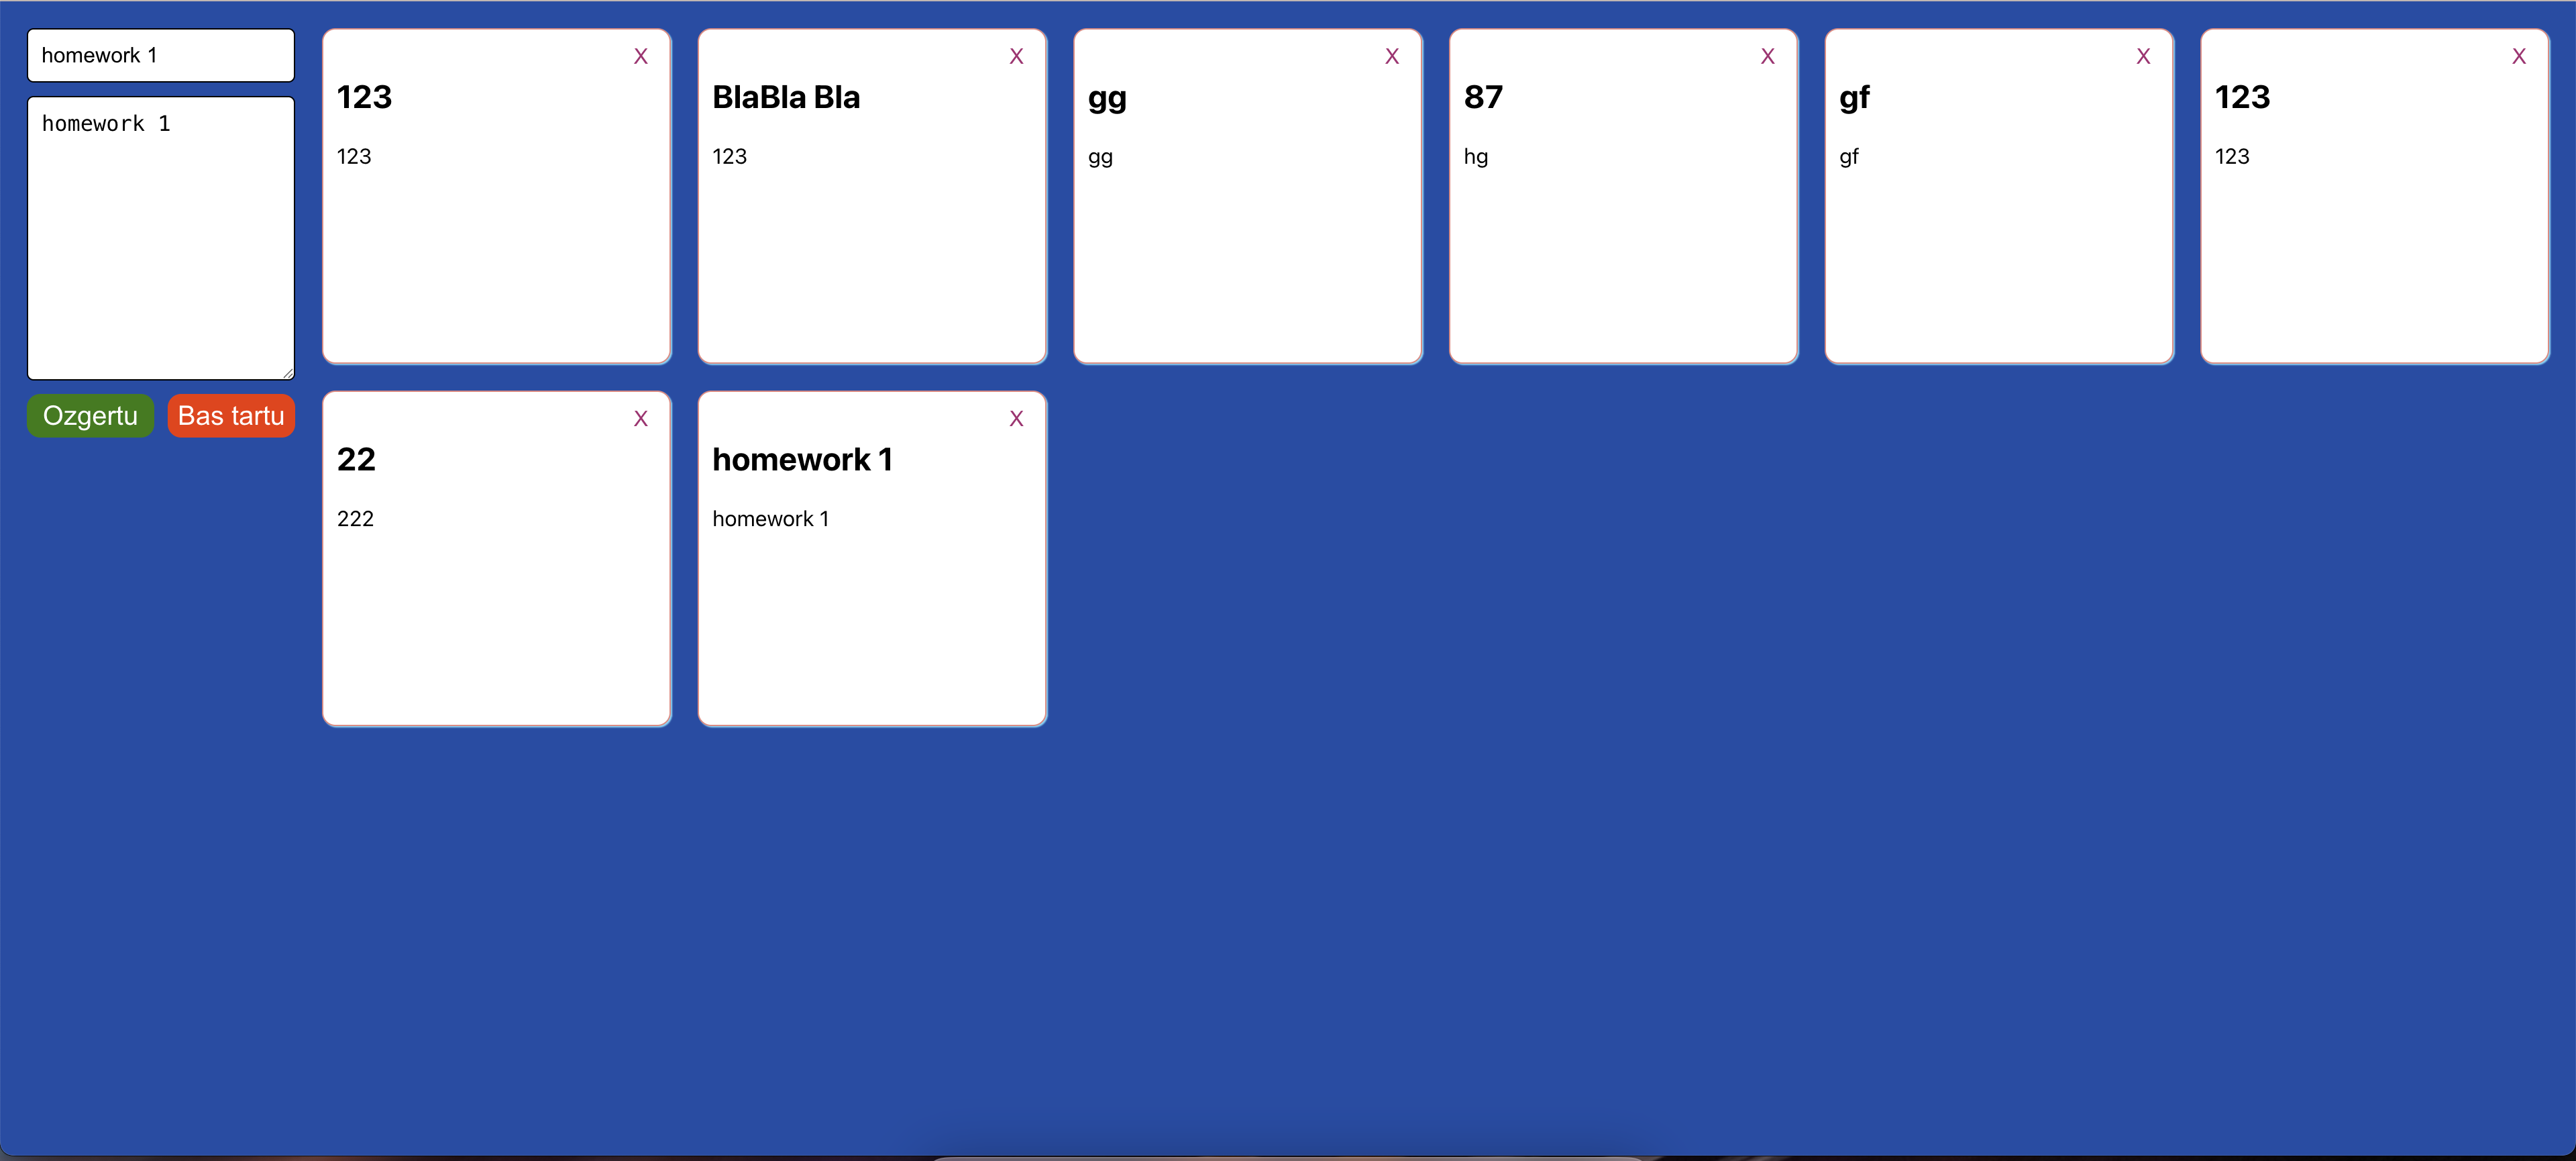 homework 1
homework 1
Ozgertu
Bas tartu
X
123
123
X
BlaBla Bla
123
X
gg
gg
X
87
hg
X
gf
gf
X
123
123
X
22
222
X
homework 1
homework 1